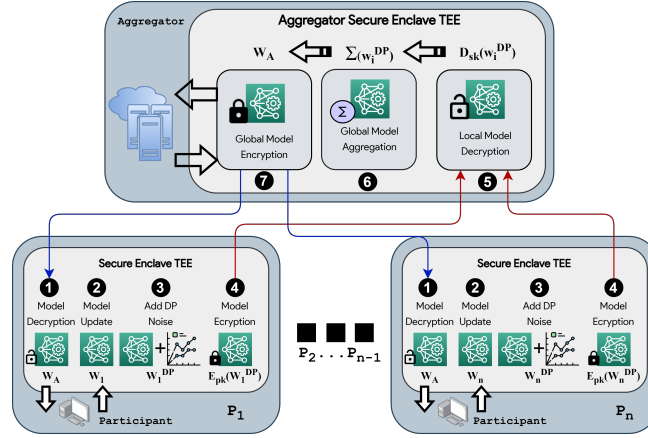 Aggregator
Aggregator Secure Enclave TEE
W_A
∑(w_i^DP)
D_sk(w_i^DP)
Global Model
Encryption
Σ
Global Model
Aggregation
Local Model
Decryption
7
6
5
Secure Enclave TEE
1
2
3
4
Model
Decryption
Model
Update
Add DP
Noise
Model
Ecryption
+
W_A
W_1
W_1^DP
E_pk(W_1^DP)
Participant
P_1
P_2...P_n-1
Secure Enclave TEE
1
2
3
4
Model
Decryption
Model
Update
Add DP
Noise
Model
Ecryption
+
W_A
W_n
W_n^DP
E_pk(W_n^DP)
Participant
P_n